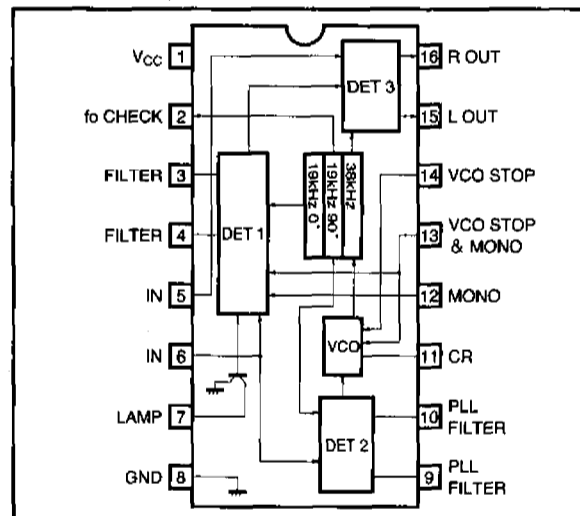 VCC 1
fo CHECK 2
FILTER 3
FILTER 4
IN 5
IN 6
LAMP 7
GND 8
16 R OUT
15 L OUT
14 VCO STOP
13 VCO STOP
& MONO
12 MONO
11 CR
10 PLL
FILTER
9 PLL
FILTER
DET 3
38kHz
19kHz 90°
19kHz 0°
DET 1
VCO
DET 2